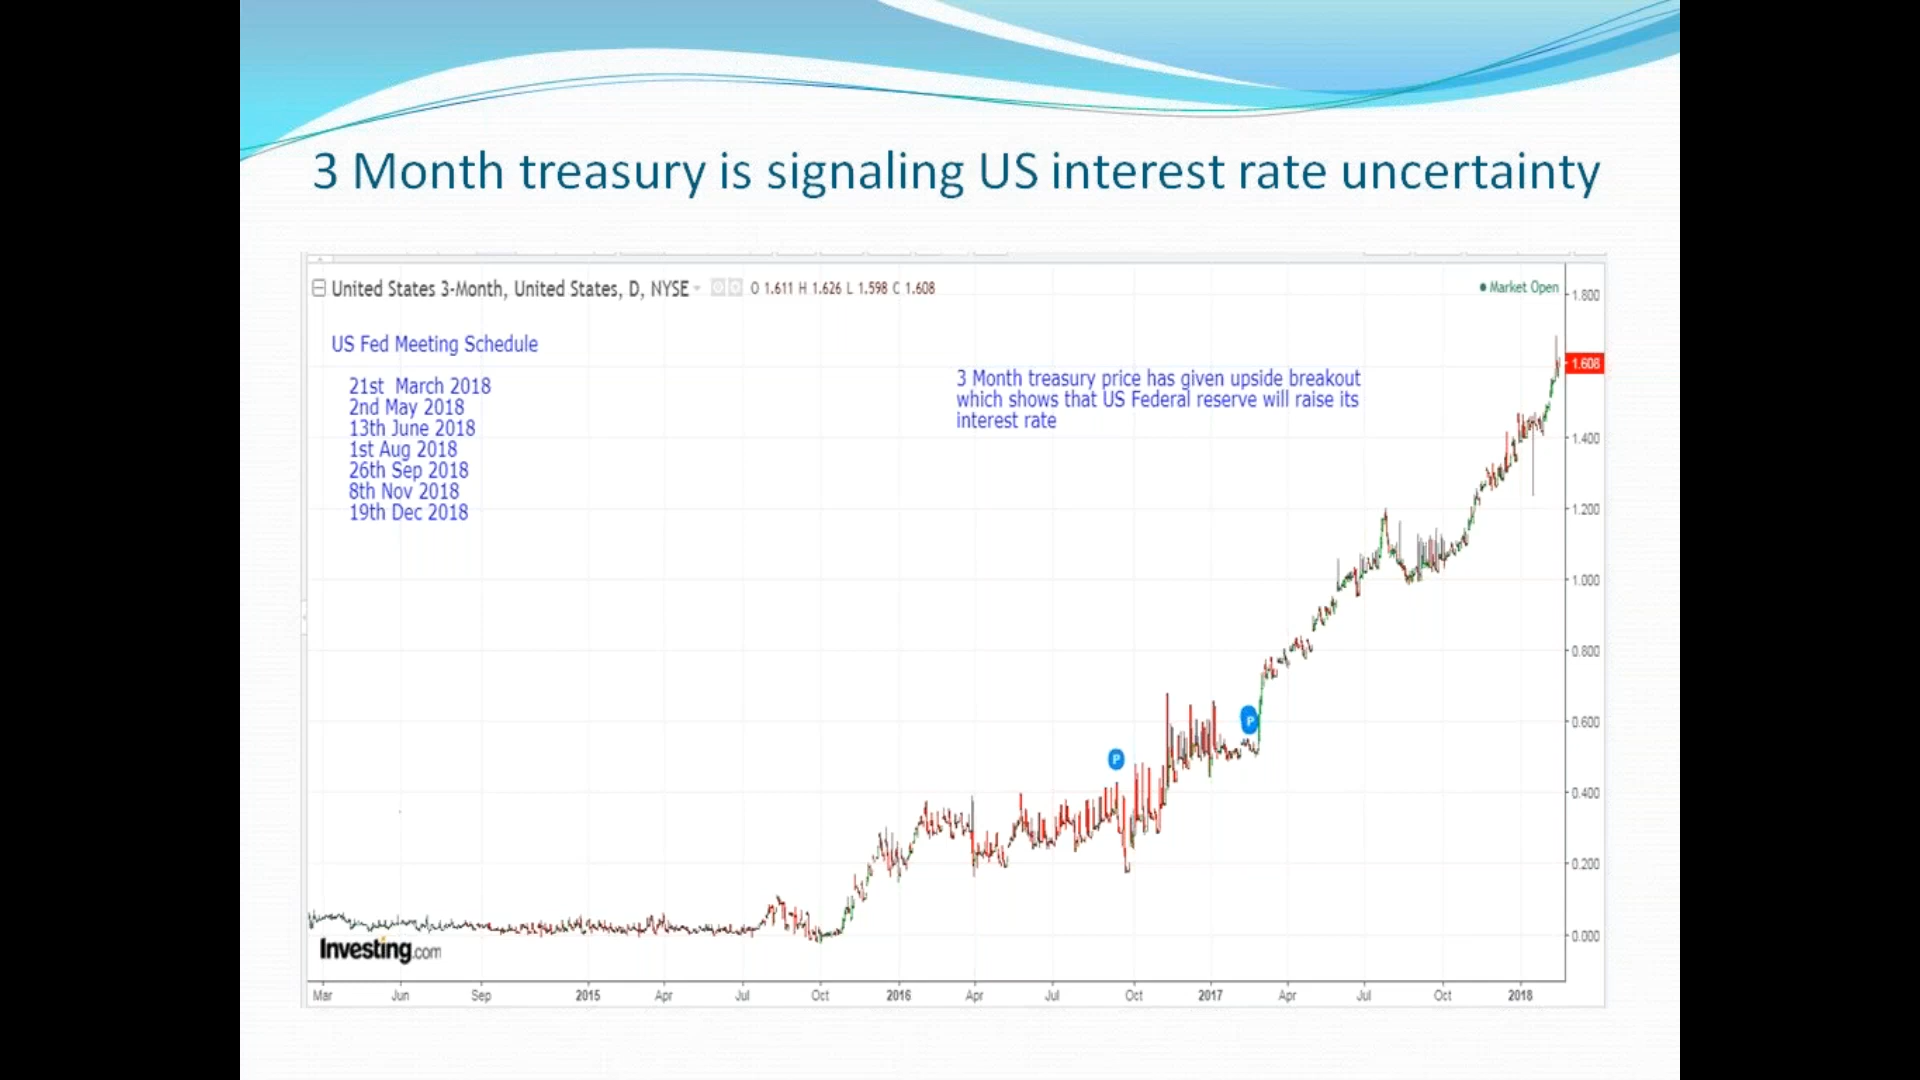 3 Month treasury is signaling US interest rate uncertainty
United States 3-Month, United States, D, NYSE O 1.611 H 1.626 L 1.598 C 1.608
Market Open
US Fed Meeting Schedule
21st March 2018
2nd May 2018
13th June 2018
1st Aug 2018
26th Sep 2018
8th Nov 2018
19th Dec 2018
3 Month treasury price has given upside breakout
which shows that US Federal reserve will raise its
interest rate
1.800
1.608
1.400
1.200
1.000
0.800
0.600
0.400
0.200
0.000
P
P
Investing.com
Mar Jun Sep 2015 Apr Jul Oct 2016 Apr Jul Oct 2017 Apr Jul Oct 2018